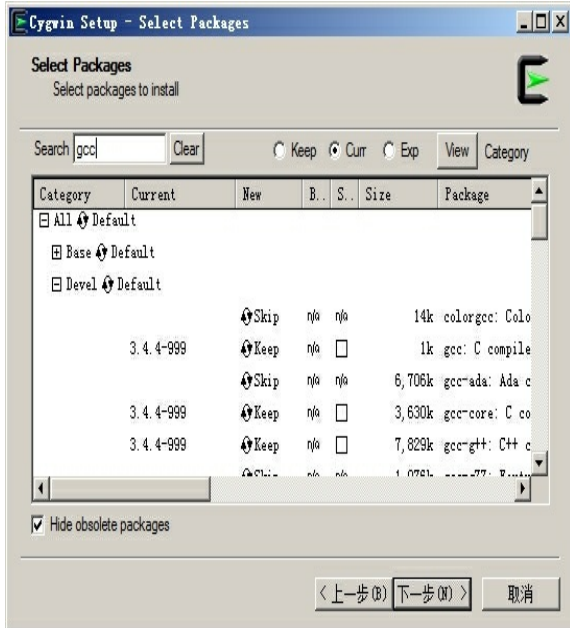 Cygwin Setup - Select Packages
Select Packages
Select packages to install
Search gcc Clear Keep Curr Exp View Category
Category Current New B.. S.. Size Package
All Default
Base Default
Devel Default
Skip n/a n/a 14k colorgcc: Colo
3.4.4-999 Keep n/a 1k gcc: C compile
Skip n/a n/a 6,706k gcc-ada: Ada c
3.4.4-999 Keep n/a 3,630k gcc-core: C co
3.4.4-999 Keep n/a 7,829k gcc-g++: C++ c
Hide obsolete packages
<上一步(B) 下一步(N)> 取消